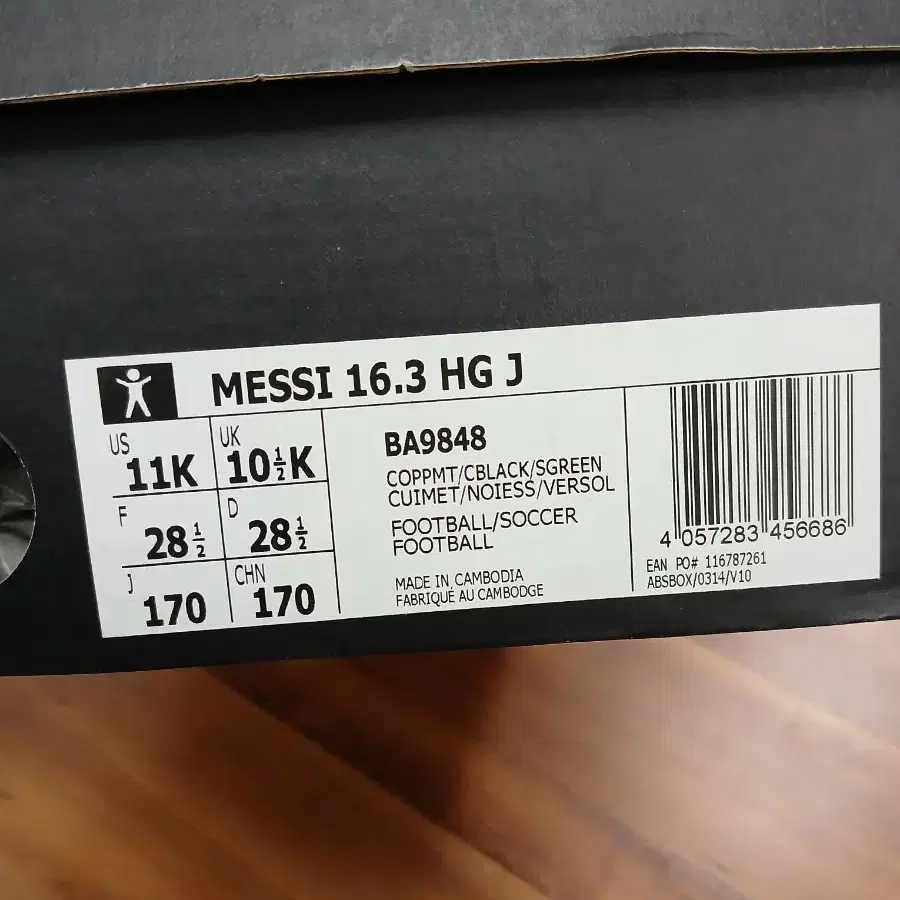 MESSI 16.3 HG J
US 11K
UK 10½K
F 28½
D 28½
J 170
CHN 170
BA9848
COPPMT/CBLACK/SGREEN
CUIMET/NOIESS/VERSOL
FOOTBALL/SOCCER
FOOTBALL
MADE IN CAMBODIA
FABRIQUÉ AU CAMBODGE
4 057283 456686
EAN PO# 116787261
ABSBOX/0314/V10